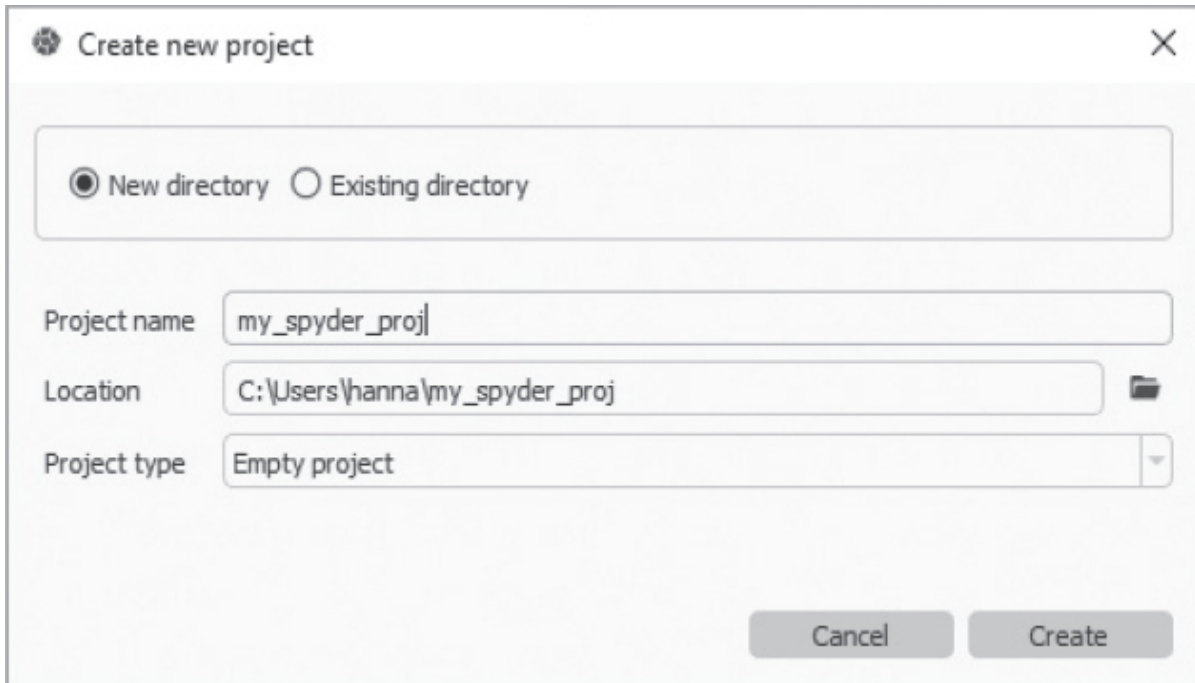 Create new project
New directory Existing directory
Project name my_spyder_proj
Location C:\Users\hanna\my_spyder_proj
Project type Empty project
Cancel Create